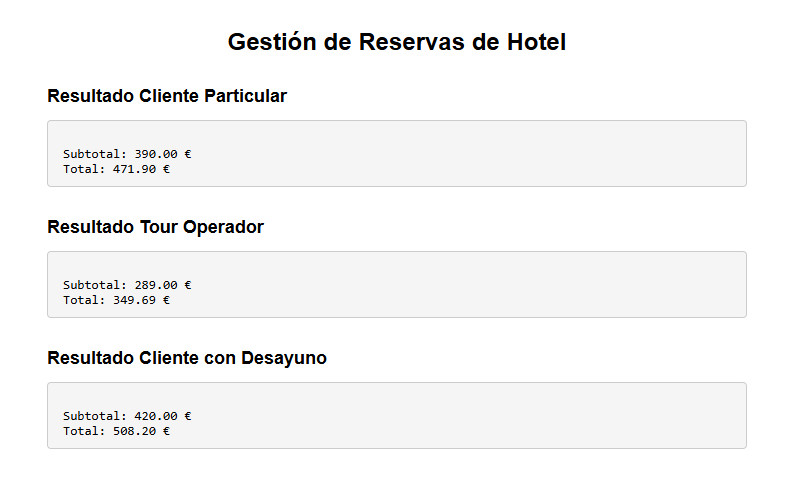 Gestión de Reservas de Hotel
Resultado Cliente Particular
Subtotal: 390.00 €
Total: 471.90 €
Resultado Tour Operador
Subtotal: 289.00 €
Total: 349.69 €
Resultado Cliente con Desayuno
Subtotal: 420.00 €
Total: 508.20 €